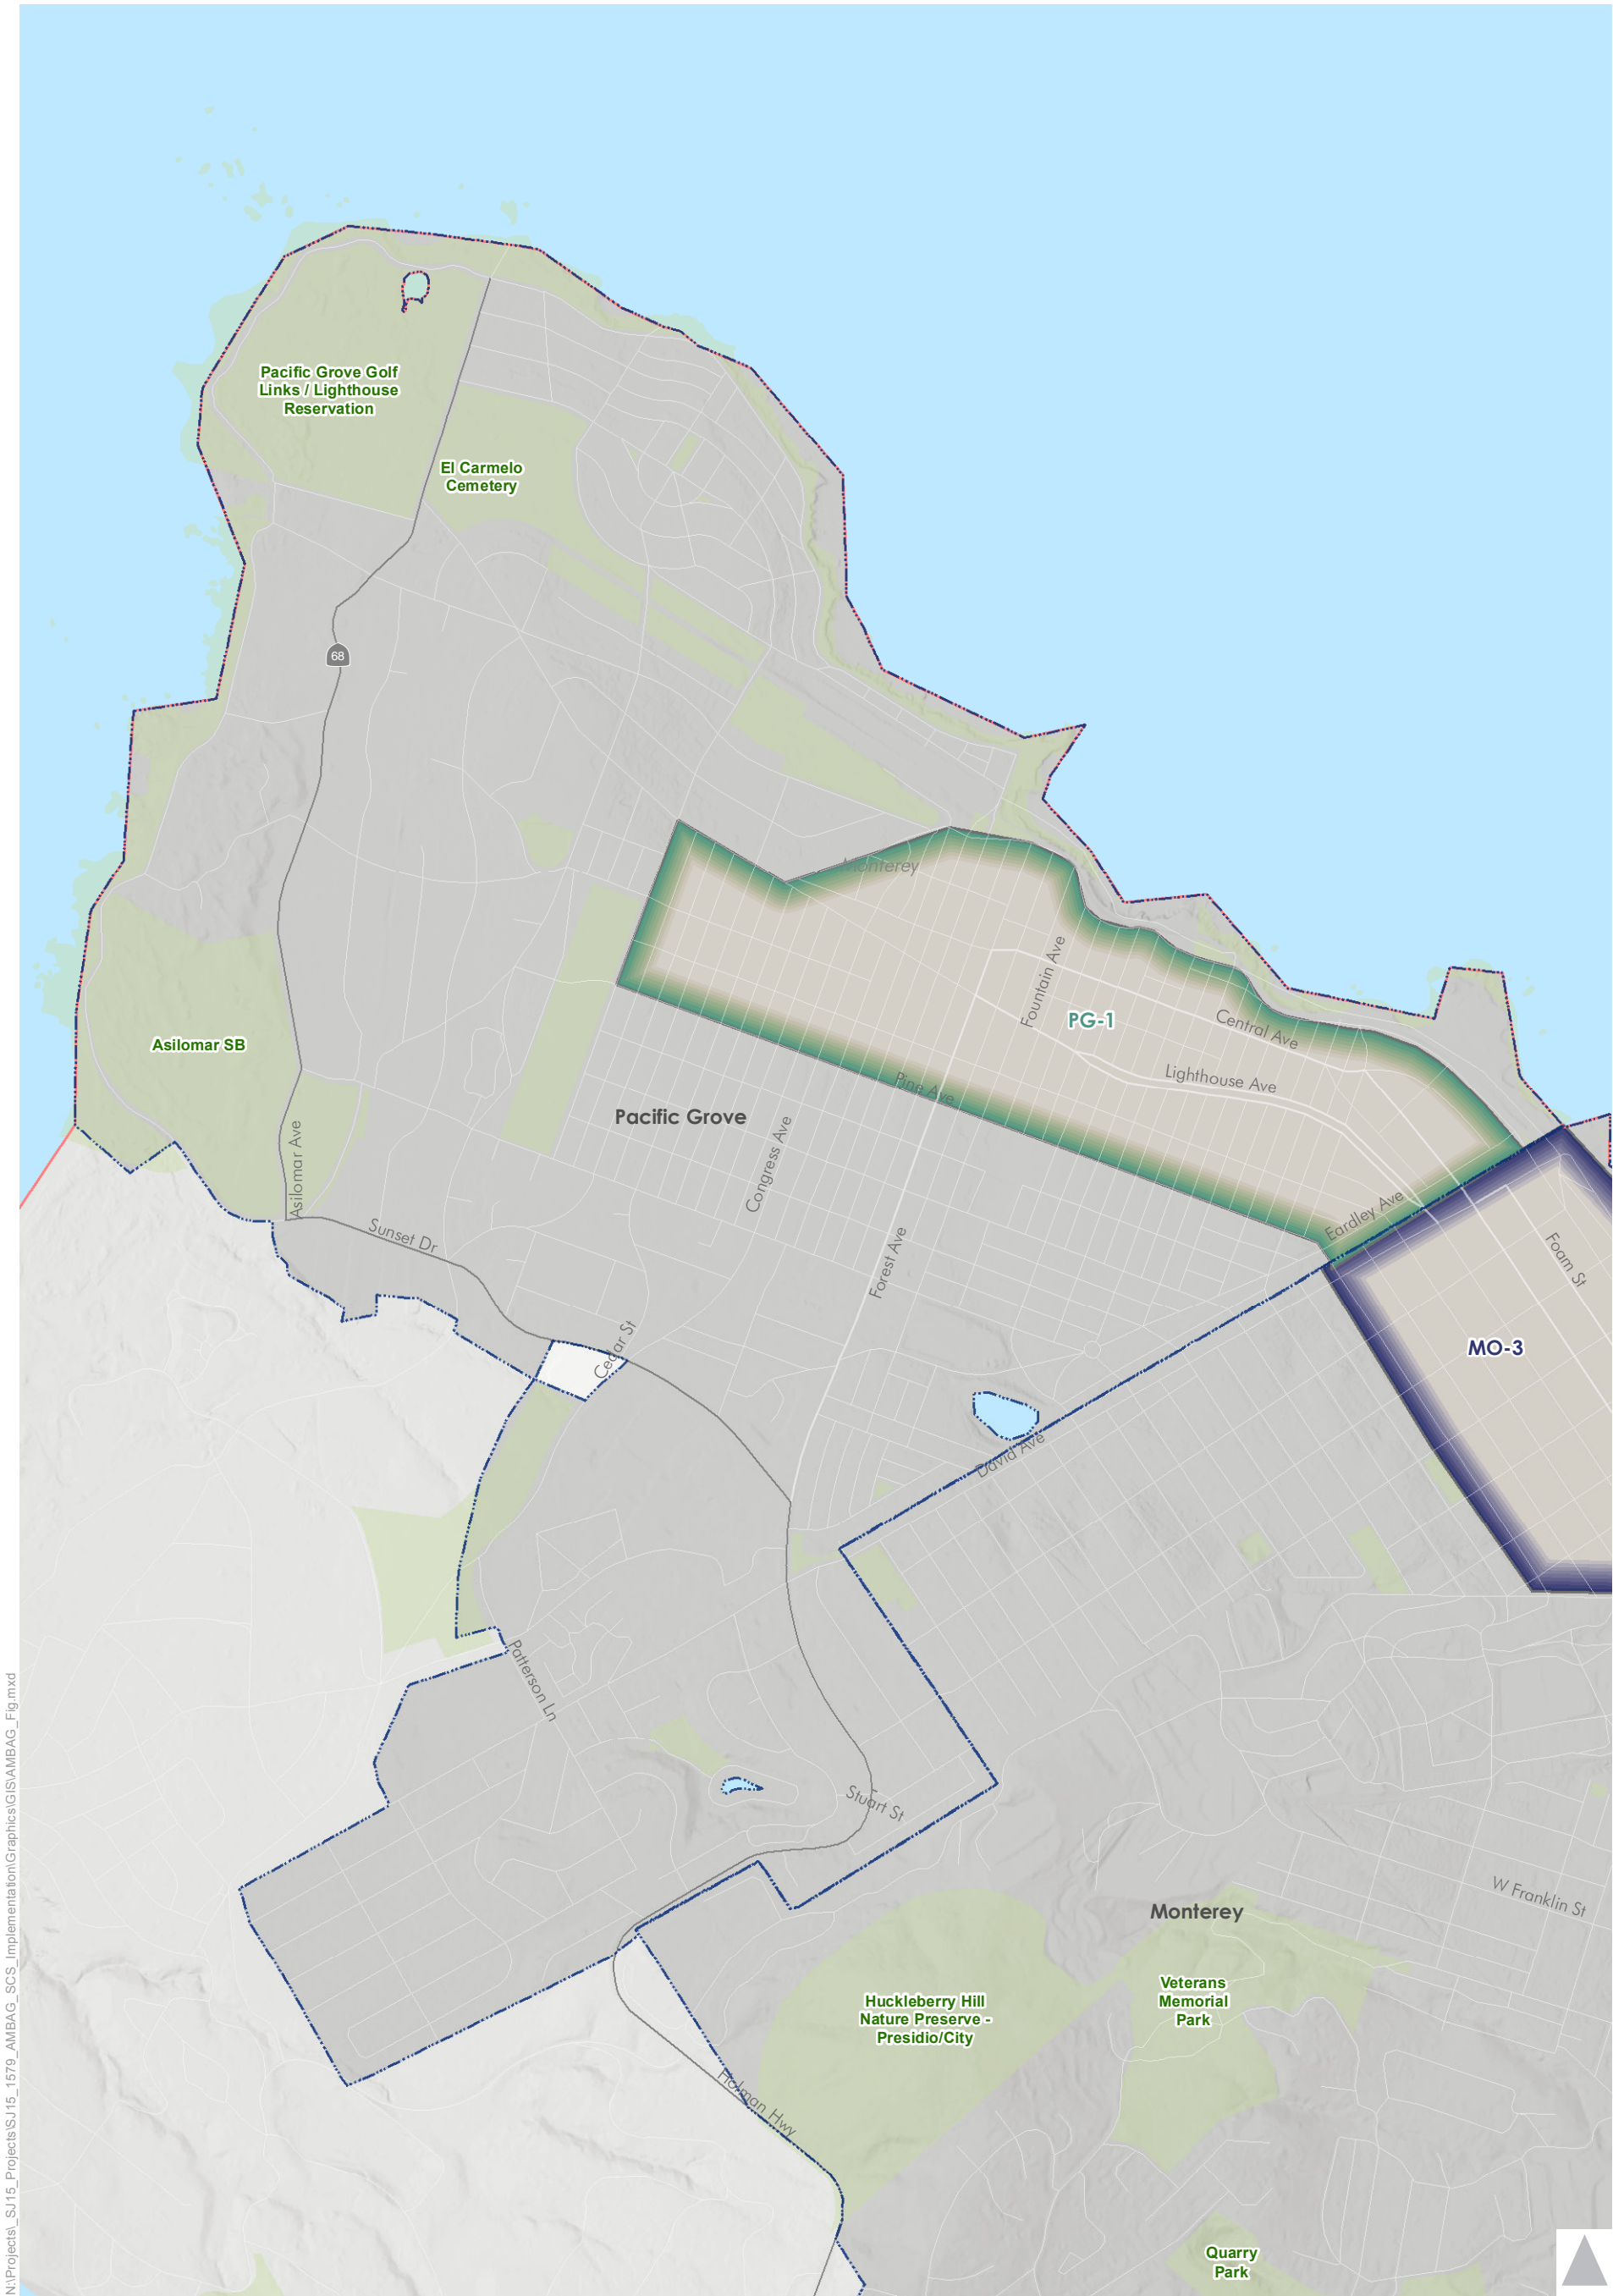 Pacific Grove Golf
Links / Lighthouse
Reservation
El Carmelo
Cemetery
68
Monterey
Fountain Ave
PG-1
Central Ave
Asilomar SB
Lighthouse Ave
Pine Ave
Pacific Grove
Congress Ave
Asilomar Ave
Eardley Ave
Sunset Dr
Forest Ave
Foam St
Cedar St
MO-3
David Ave
Patterson Ln
Stuart St
W Franklin St
Monterey
Huckleberry Hill
Nature Preserve -
Presidio/City
Veterans
Memorial
Park
Holman Hwy
Quarry
Park
N:\Projects\_SJ15_Projects\SJ15_1579_AMBAG_SCS_Implementation\Graphics\GIS\AMBAG_Fig.mxd